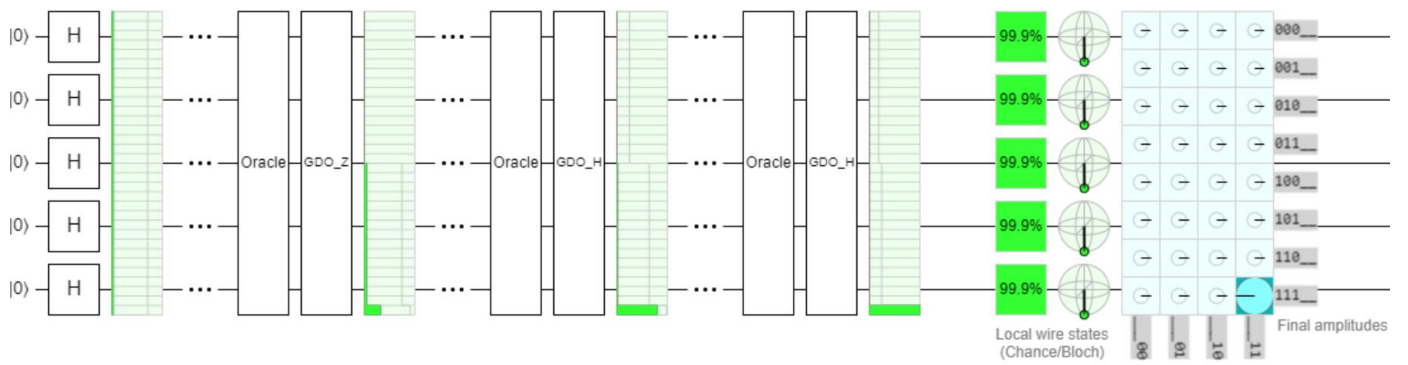 |0⟩ H ... Oracle GDO_Z ... Oracle GDO_H ... Oracle GDO_H 99.9% 000__
001__
|0⟩ H ... ... ... 99.9% 010__
011__
|0⟩ H 99.9% 100__
|0⟩ H ... ... ... 99.9% 101__
110__
|0⟩ H ... ... ... 99.9% 111__
Local wire states
(Chance/Bloch)
__00
__01
__10
__11
Final amplitudes